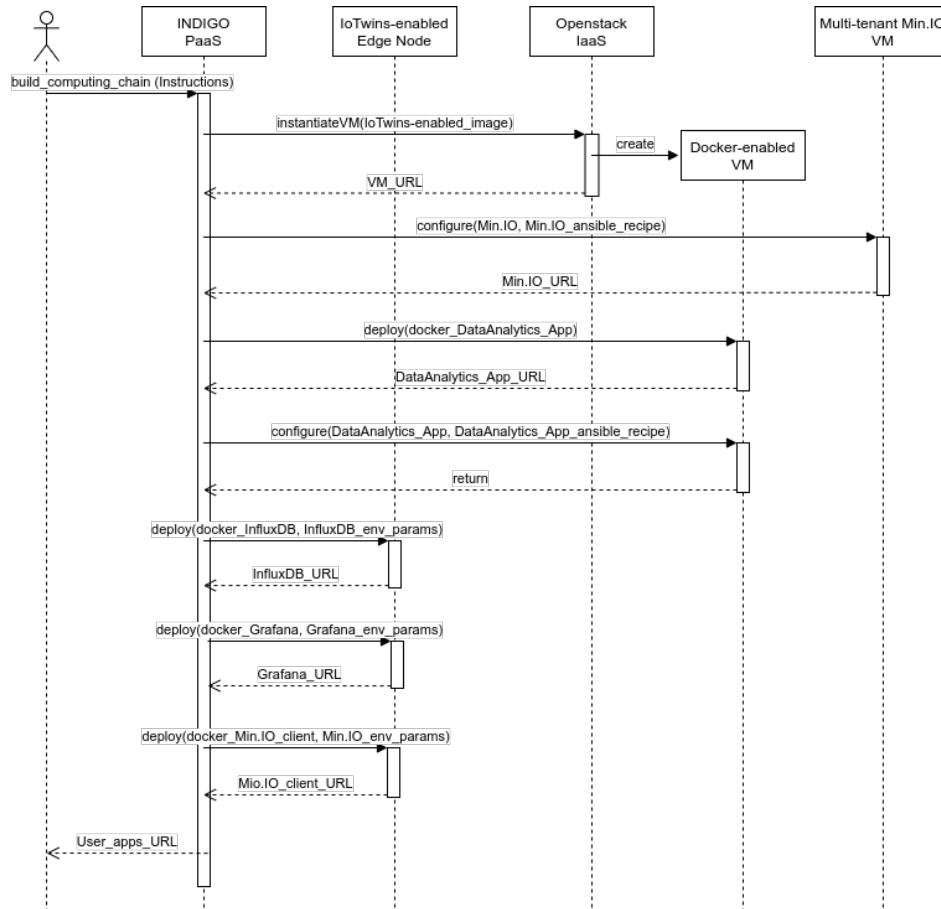 INDIGO
PaaS
IoTwins-enabled
Edge Node
Openstack
IaaS
Multi-tenant Min.IO
VM
build_computing_chain (Instructions)
instantiateVM(IoTwins-enabled_image)
create
Docker-enabled
VM
VM_URL
configure(Min.IO, Min.IO_ansible_recipe)
Min.IO_URL
deploy(docker_DataAnalytics_App)
DataAnalytics_App_URL
configure(DataAnalytics_App, DataAnalytics_App_ansible_recipe)
return
deploy(docker_InfluxDB, InfluxDB_env_params)
InfluxDB_URL
deploy(docker_Grafana, Grafana_env_params)
Grafana_URL
deploy(docker_Min.IO_client, Min.IO_env_params)
Mio.IO_client_URL
User_apps_URL